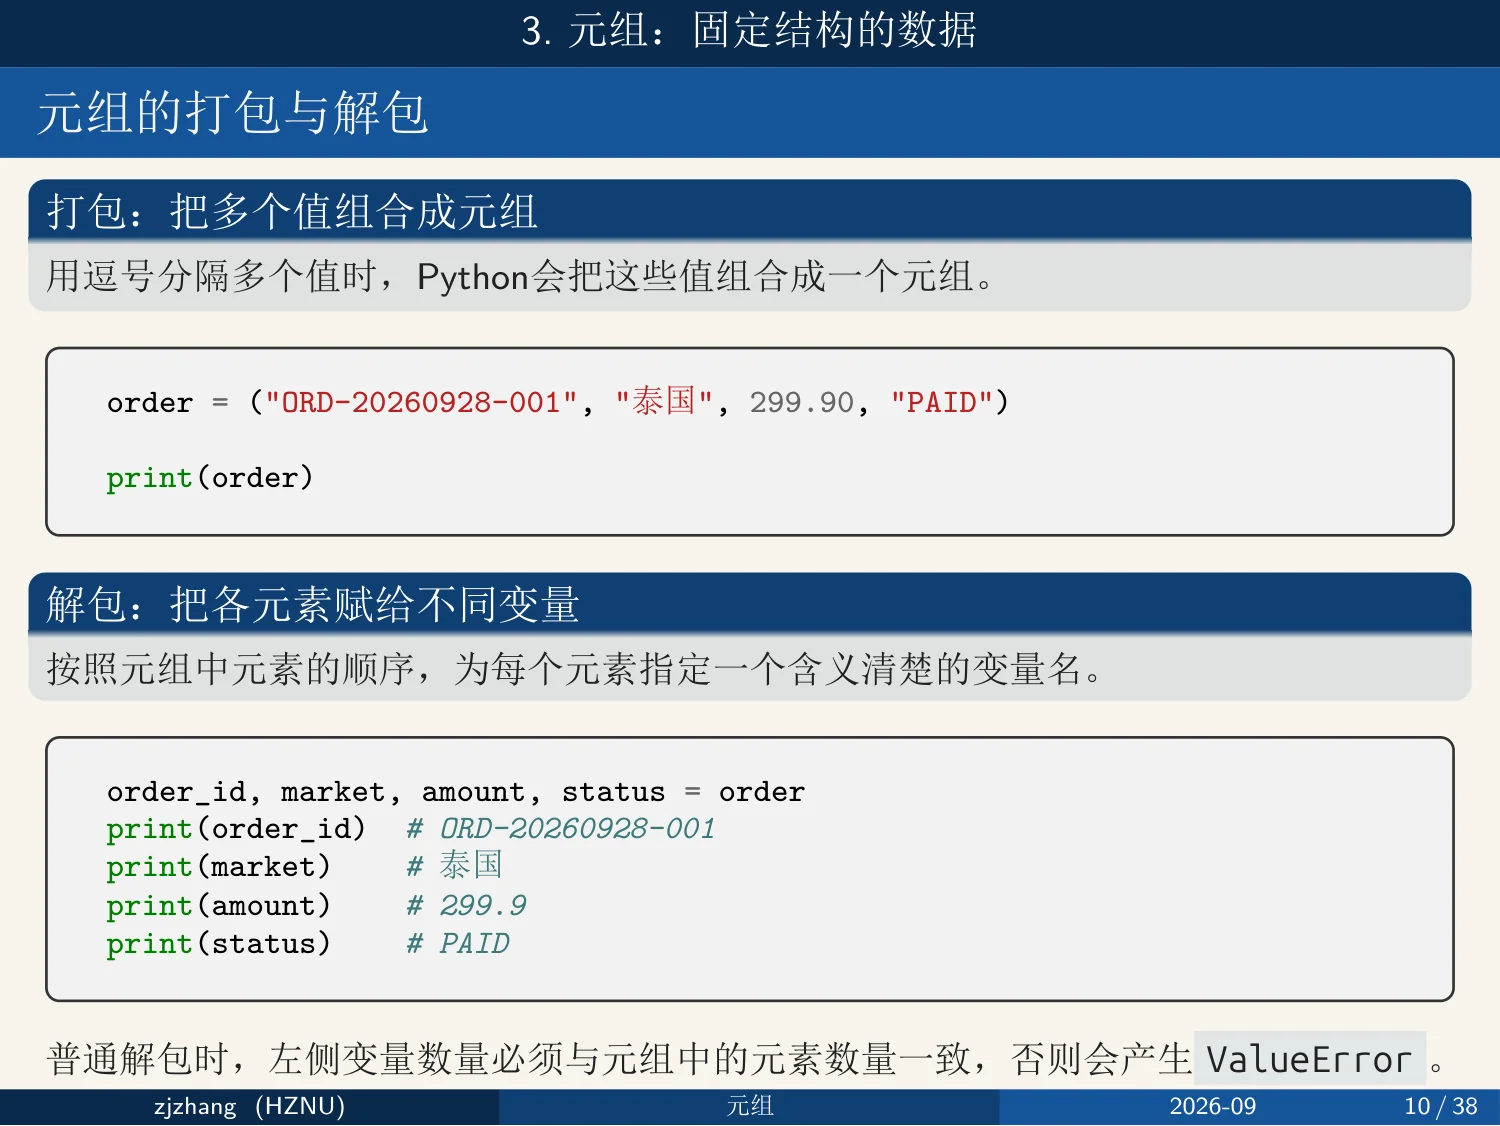 3. 元组：固定结构的数据
元组的打包与解包
打包：把多个值组合成元组
用逗号分隔多个值时，Python会把这些值组合成一个元组。
order = ("ORD-20260928-001", "泰国", 299.90, "PAID")
print(order)
解包：把各元素赋给不同变量
按照元组中元素的顺序，为每个元素指定一个含义清楚的变量名。
order_id, market, amount, status = order
print(order_id)  # ORD-20260928-001
print(market)    # 泰国
print(amount)    # 299.9
print(status)    # PAID
普通解包时，左侧变量数量必须与元组中的元素数量一致，否则会产生 ValueError 。
zjzhang (HZNU) 元组 2026-09 10 / 38